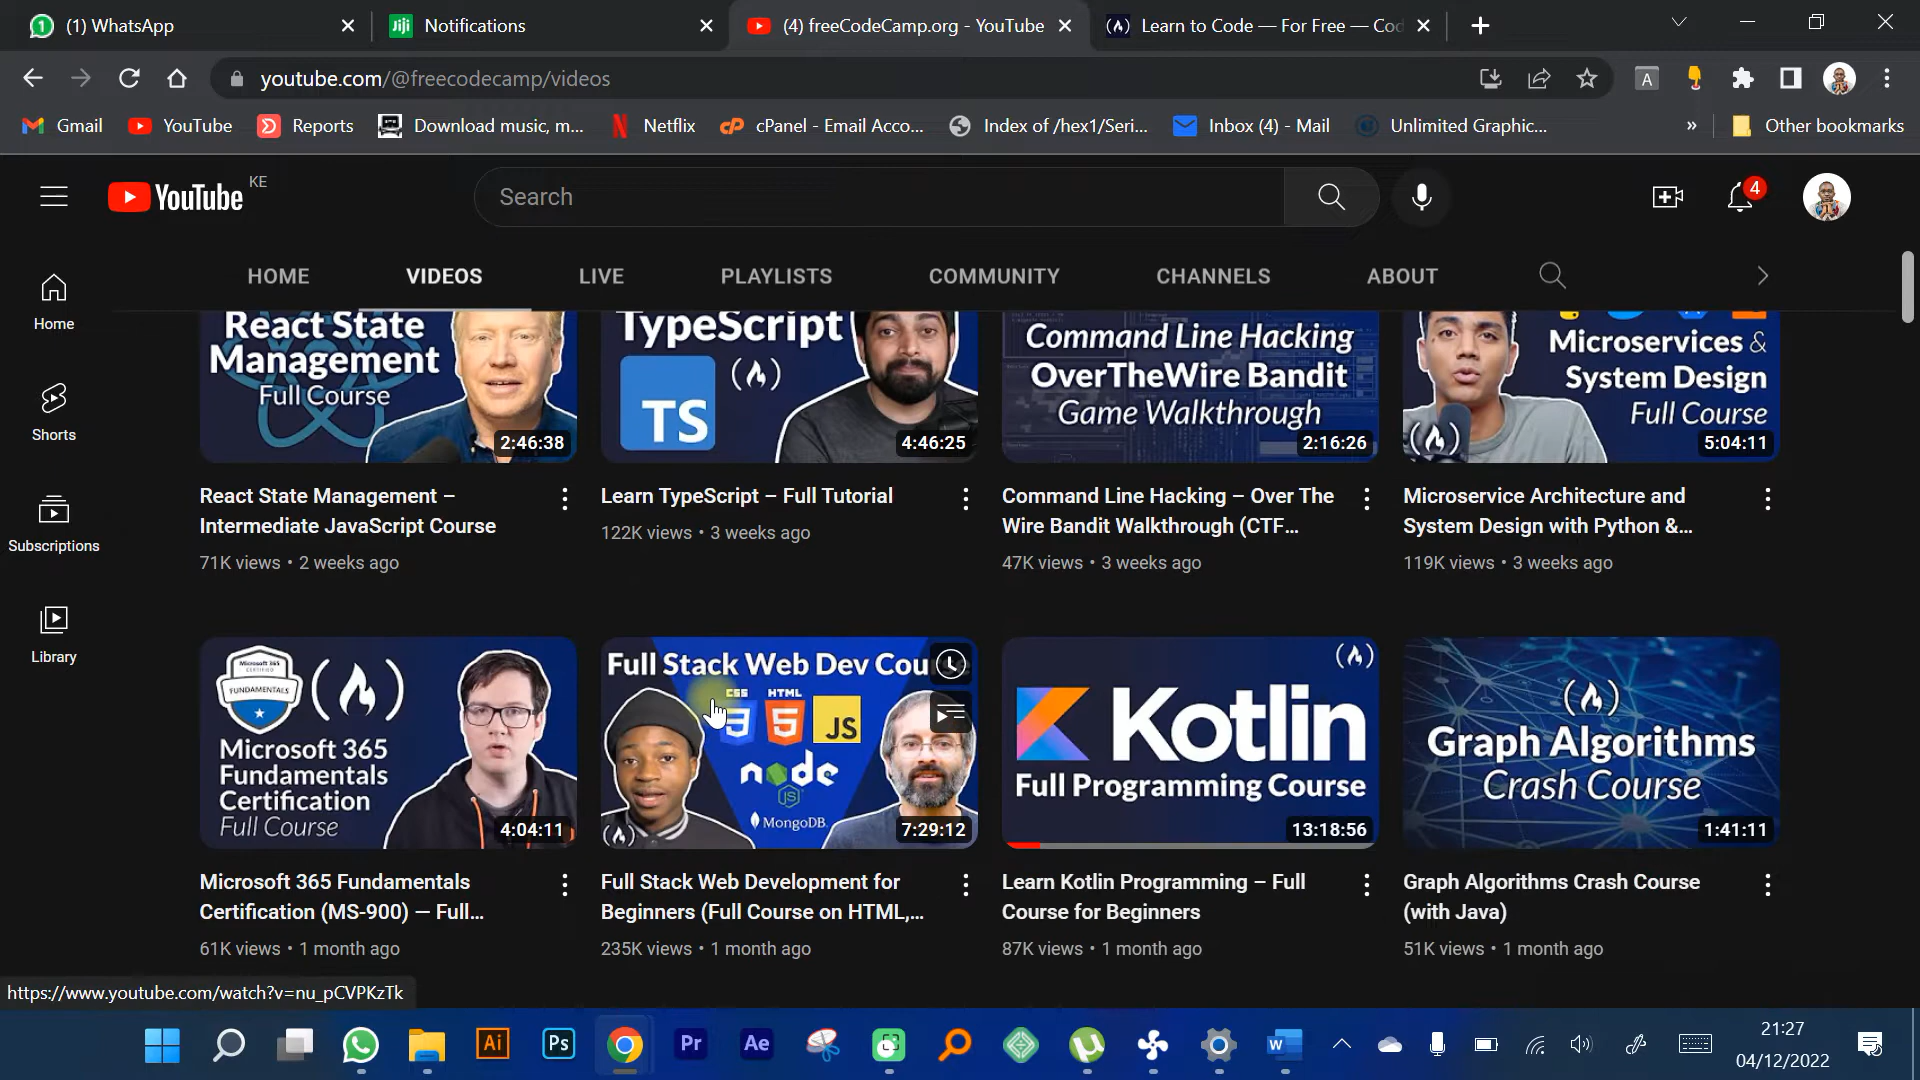 (1) WhatsApp
Notifications
(4) freeCodeCamp.org - YouTube
Learn to Code — For Free — Coc
youtube.com/@freecodecamp/videos
Gmail
YouTube
Reports
Download music, m...
Netflix
cPanel - Email Acco...
Index of /hex1/Seri...
Inbox (4) - Mail
Unlimited Graphic...
»
Other bookmarks
YouTube KE
Search
4
HOME
VIDEOS
LIVE
PLAYLISTS
COMMUNITY
CHANNELS
ABOUT
Home
Shorts
Subscriptions
Library
React State
Management
Full Course
2:46:38
TypeScript
TS
4:46:25
Command Line Hacking
OverTheWire Bandit
Game Walkthrough
2:16:26
Microservices &
System Design
Full Course
5:04:11
React State Management –
Intermediate JavaScript Course
71K views • 2 weeks ago
Learn TypeScript – Full Tutorial
122K views • 3 weeks ago
Command Line Hacking – Over The
Wire Bandit Walkthrough (CTF...
47K views • 3 weeks ago
Microservice Architecture and
System Design with Python &...
119K views • 3 weeks ago
Microsoft 365
FUNDAMENTALS
Microsoft 365
Fundamentals
Certification
Full Course
4:04:11
Full Stack Web Dev Cou
CSS
HTML
3
5
JS
node
JS
MongoDB
7:29:12
Kotlin
Full Programming Course
13:18:56
Graph Algorithms
Crash Course
1:41:11
Microsoft 365 Fundamentals
Certification (MS-900) — Full...
61K views • 1 month ago
Full Stack Web Development for
Beginners (Full Course on HTML,...
235K views • 1 month ago
Learn Kotlin Programming – Full
Course for Beginners
87K views • 1 month ago
Graph Algorithms Crash Course
(with Java)
51K views • 1 month ago
https://www.youtube.com/watch?v=nu_pCVPKzTk
Ai
Ps
Pr
Ae
21:27
04/12/2022